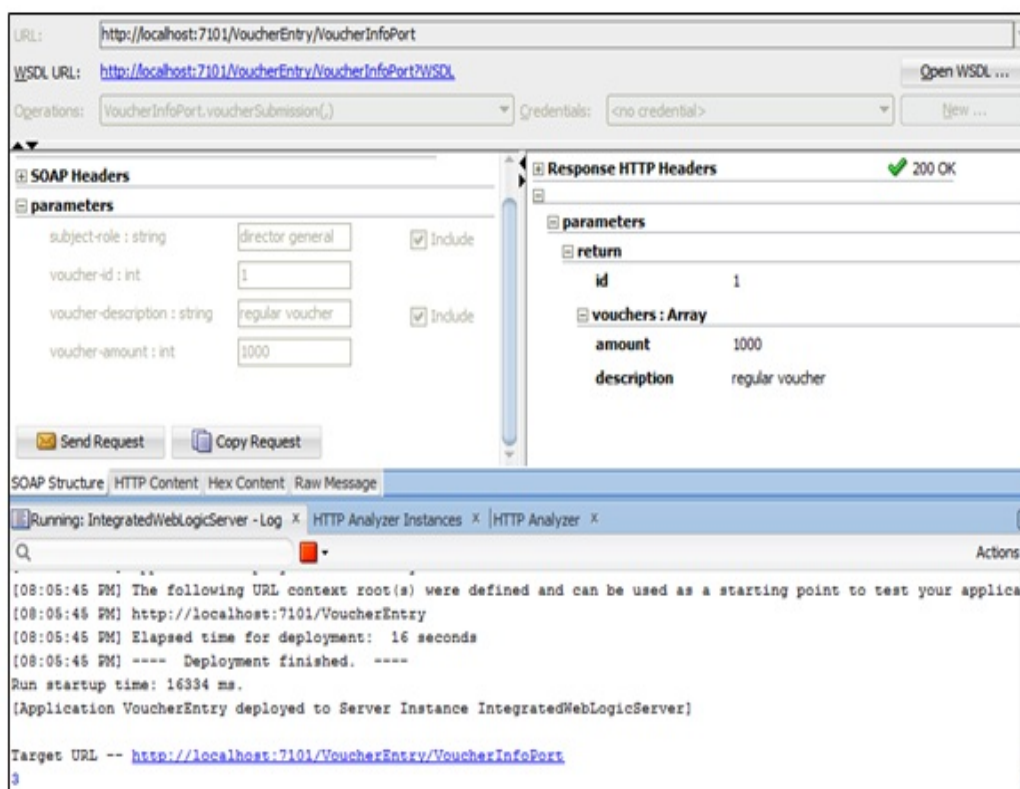 URL: http://localhost:7101/VoucherEntry/VoucherInfoPort
WSDL URL: http://localhost:7101/VoucherEntry/VoucherInfoPort?WSDL Open WSDL ...
Operations: VoucherInfoPort.voucherSubmission(,) Credentials: <no credential> New ...
SOAP Headers
parameters
subject-role : string director general Include
voucher-id : int 1
voucher-description : string regular voucher Include
voucher-amount : int 1000
Send Request Copy Request
Response HTTP Headers 200 OK
parameters
return
id 1
vouchers : Array
amount 1000
description regular voucher
SOAP Structure HTTP Content Hex Content Raw Message
Running: IntegratedWebLogicServer - Log x HTTP Analyzer Instances x HTTP Analyzer x
Actions
[08:05:45 PM] The following URL context root(s) were defined and can be used as a starting point to test your applica
[08:05:45 PM] http://localhost:7101/VoucherEntry
[08:05:45 PM] Elapsed time for deployment: 16 seconds
[08:05:45 PM] ---- Deployment finished. ----
Run startup time: 16334 ms.
[Application VoucherEntry deployed to Server Instance IntegratedWebLogicServer]
Target URL -- http://localhost:7101/VoucherEntry/VoucherInfoPort
3